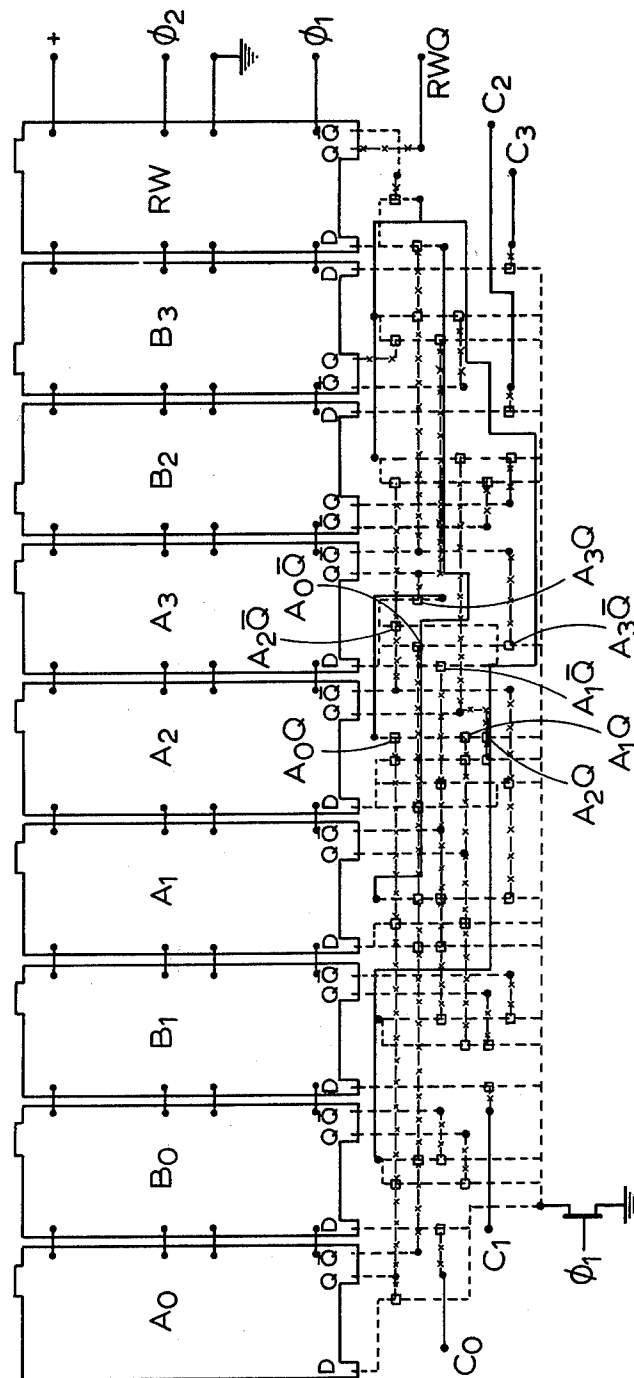 +
A₀ B₀ B₁ A₁ A₂ A₃ B₂ B₃ RW ϕ₂
ϕ₁
D Q Q̅ D Q Q̅ D Q Q̅ D Q Q̅ D Q Q̅ D Q Q̅ Q̅ Q D Q̅ Q D D Q Q̅
A₂Q̅
A₀Q A₀Q̅
RWQ
C₀
C₁ C₂
C₃
ϕ₁ A₂Q A₁Q̅ A₃Q
A₁Q A₃Q̅